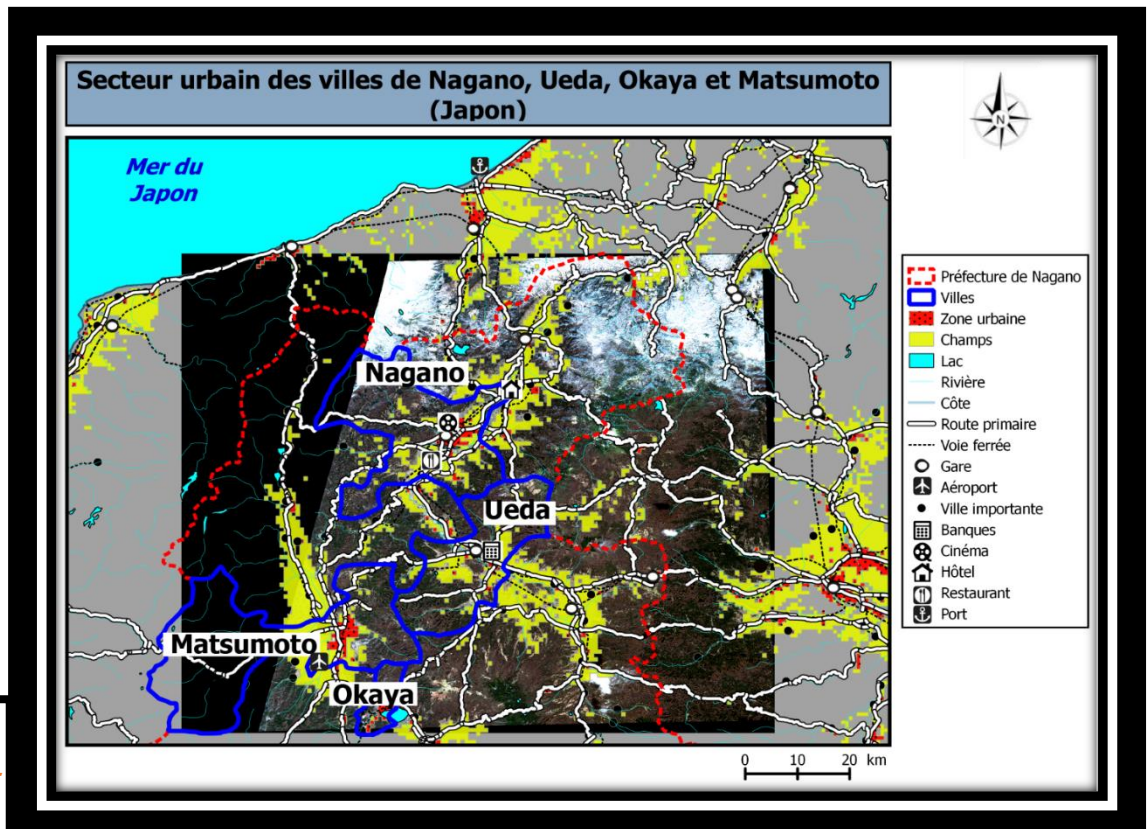 Secteur urbain des villes de Nagano, Ueda, Okaya et Matsumoto
(Japon)
N
Mer du
Japon
Nagano
Ueda
Matsumoto
Okaya
Préfecture de Nagano
Villes
Zone urbaine
Champs
Lac
Rivière
Côte
Route primaire
Voie ferrée
Gare
Aéroport
Ville importante
Banques
Cinéma
Hôtel
Restaurant
Port
0 10 20 km